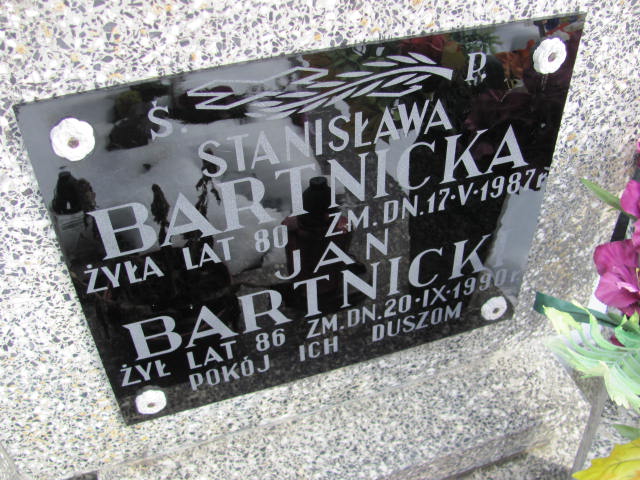 Ś. P.
STANISŁAWA
BARTNICKA
ŻYŁA LAT 80 ZM. DN. 17·V·1987r
JAN
BARTNICKI
ŻYŁ LAT 86 ZM. DN. 20·IX·1990r.
POKÓJ ICH DUSZOM